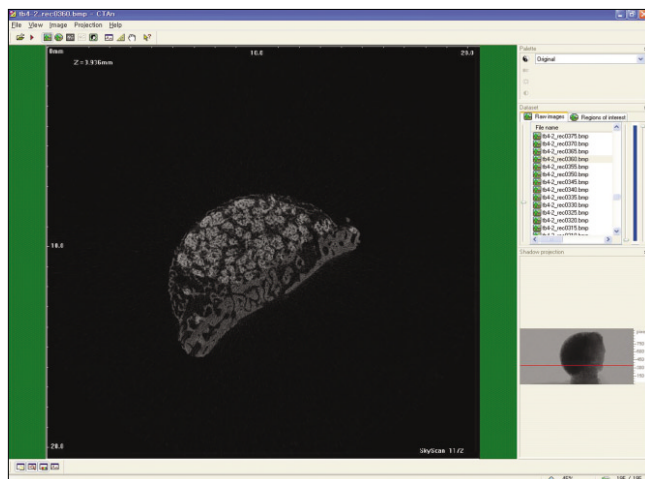 tb4-2_rec0360.bmp - CTAn
File View Image Projection Help
0mm 10.0 20.0
Z=3.936mm
10.0
20.0
SkyScan 1172
Palette
Original
Dataset
Raw images Regions of interest
File name
tb4-2_rec0375.bmp
tb4-2_rec0370.bmp
tb4-2_rec0365.bmp
tb4-2_rec0360.bmp
tb4-2_rec0355.bmp
tb4-2_rec0350.bmp
tb4-2_rec0345.bmp
tb4-2_rec0340.bmp
tb4-2_rec0335.bmp
tb4-2_rec0330.bmp
tb4-2_rec0325.bmp
tb4-2_rec0320.bmp
tb4-2_rec0315.bmp
Shadow projection